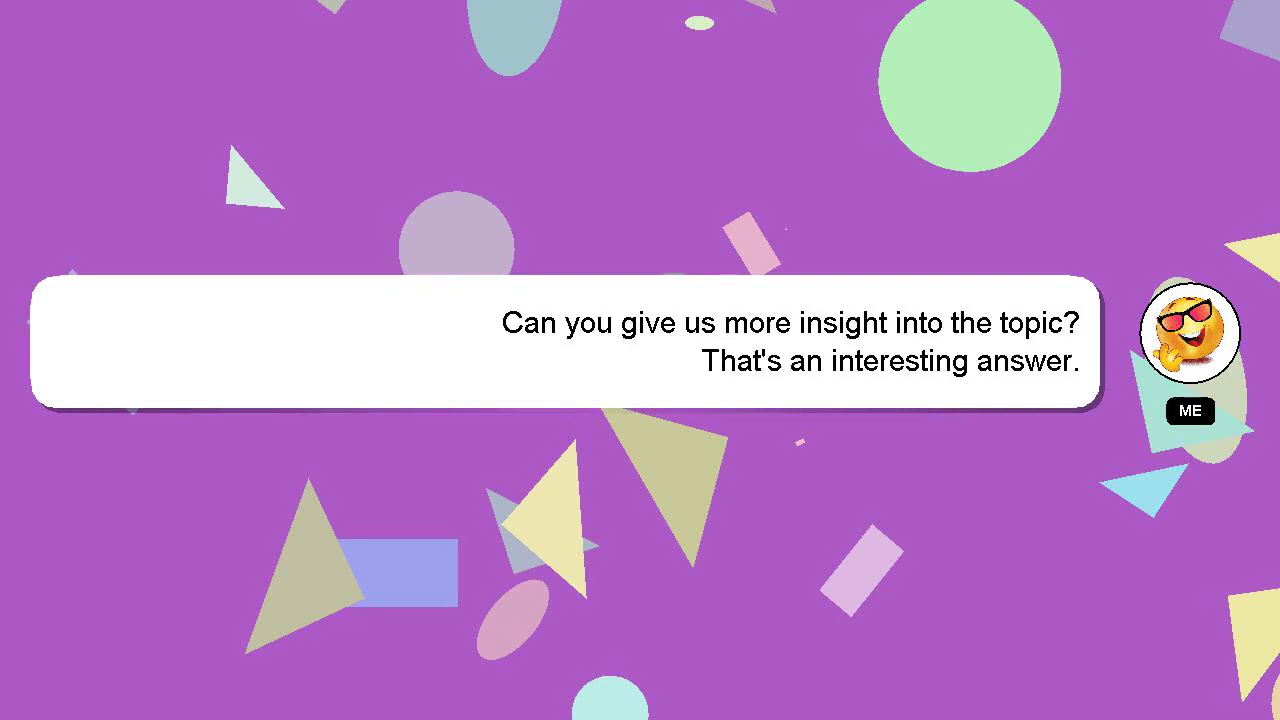 Can you give us more insight into the topic?
That's an interesting answer.
ME